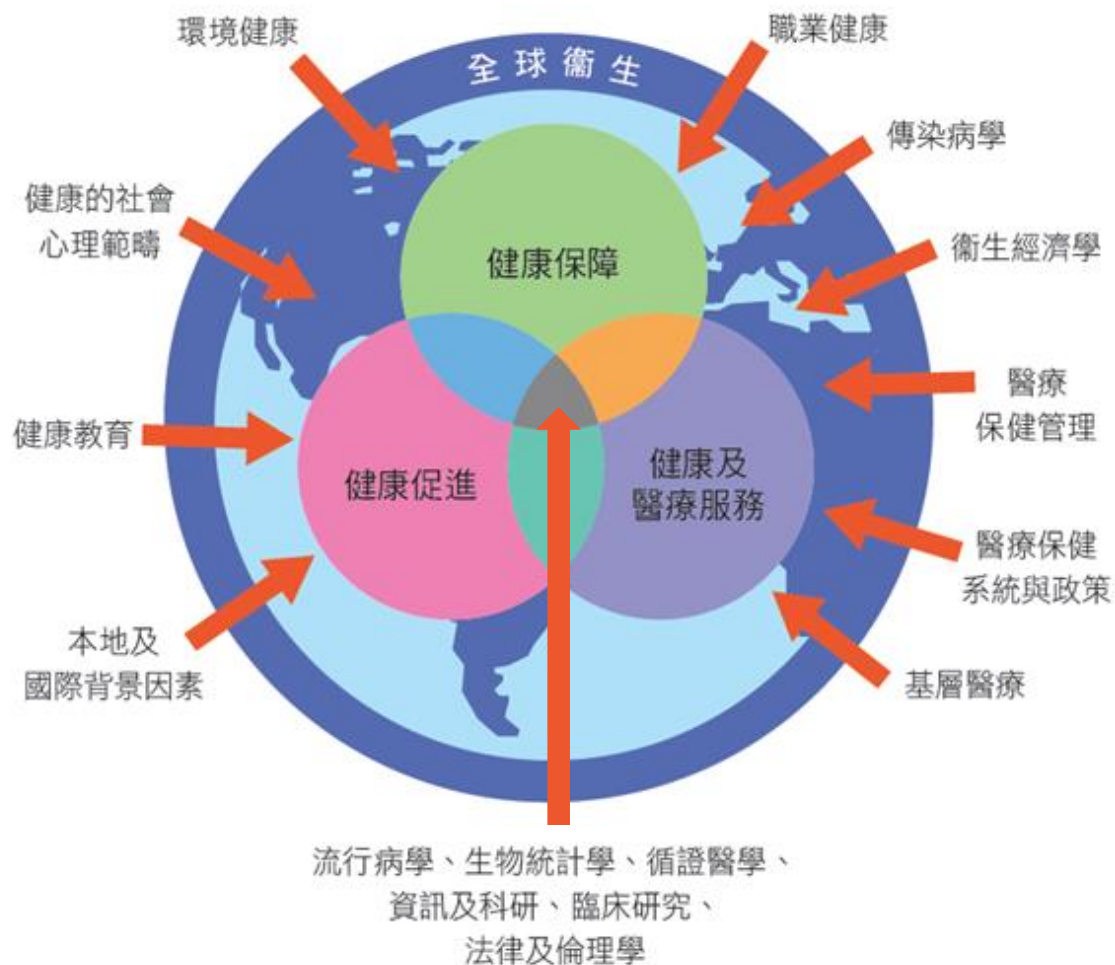 環境健康
職業健康
全球衞生
傳染病學
健康的社會
心理範疇
衞生經濟學
健康保障
醫療
保健管理
健康教育
健康促進
健康及
醫療服務
醫療保健
系統與政策
本地及
國際背景因素
基層醫療
流行病學、生物統計學、循證醫學、
資訊及科研、臨床研究、
法律及倫理學